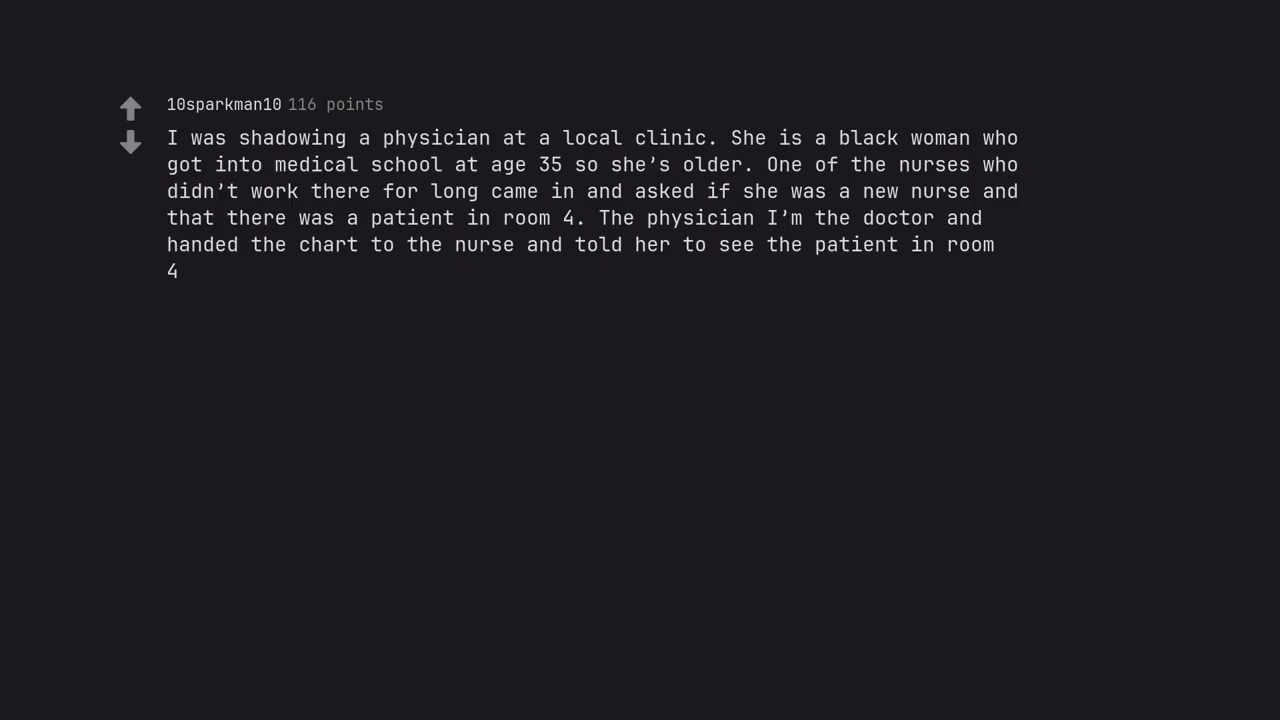 10sparkman10 116 points
I was shadowing a physician at a local clinic. She is a black woman who
got into medical school at age 35 so she’s older. One of the nurses who
didn’t work there for long came in and asked if she was a new nurse and
that there was a patient in room 4. The physician I’m the doctor and
handed the chart to the nurse and told her to see the patient in room
4